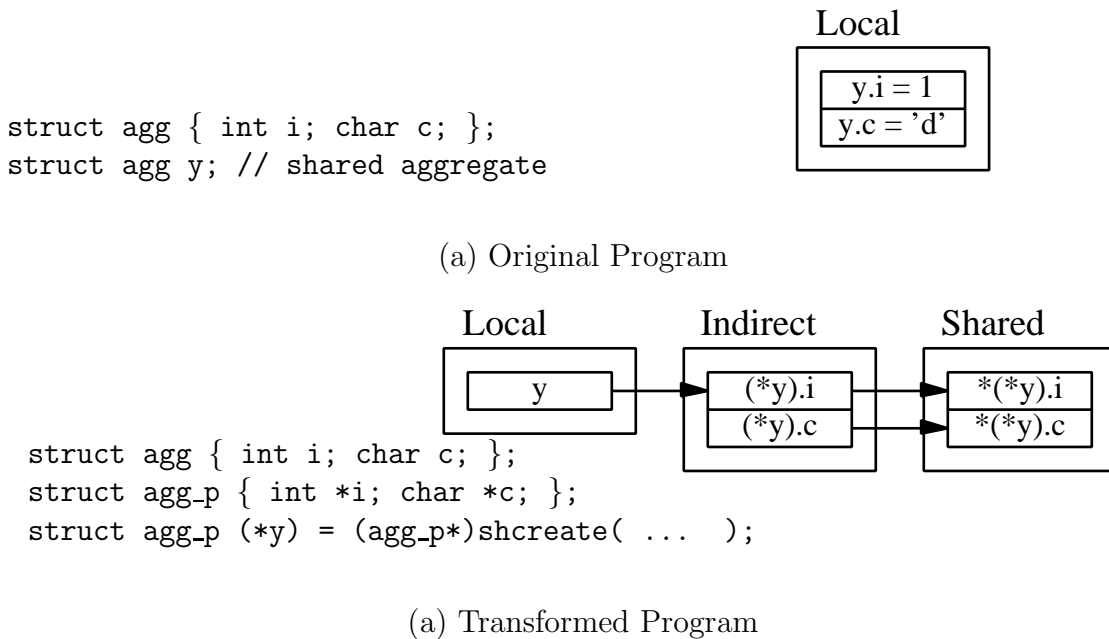 Local
y.i = 1
y.c = 'd'
struct agg { int i; char c; };
struct agg y; // shared aggregate
(a) Original Program
Local Indirect Shared
y (*y).i *(*y).i
(*y).c *(*y).c
struct agg { int i; char c; };
struct agg_p { int *i; char *c; };
struct agg_p (*y) = (agg_p*)shcreate( ... );
(a) Transformed Program